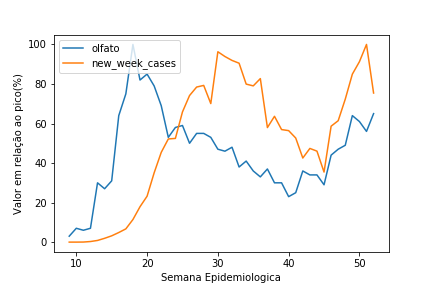 olfato
new_week_cases
Valor em relação ao pico(%)
100
80
60
40
20
0
10
20
30
40
50
Semana Epidemiologica